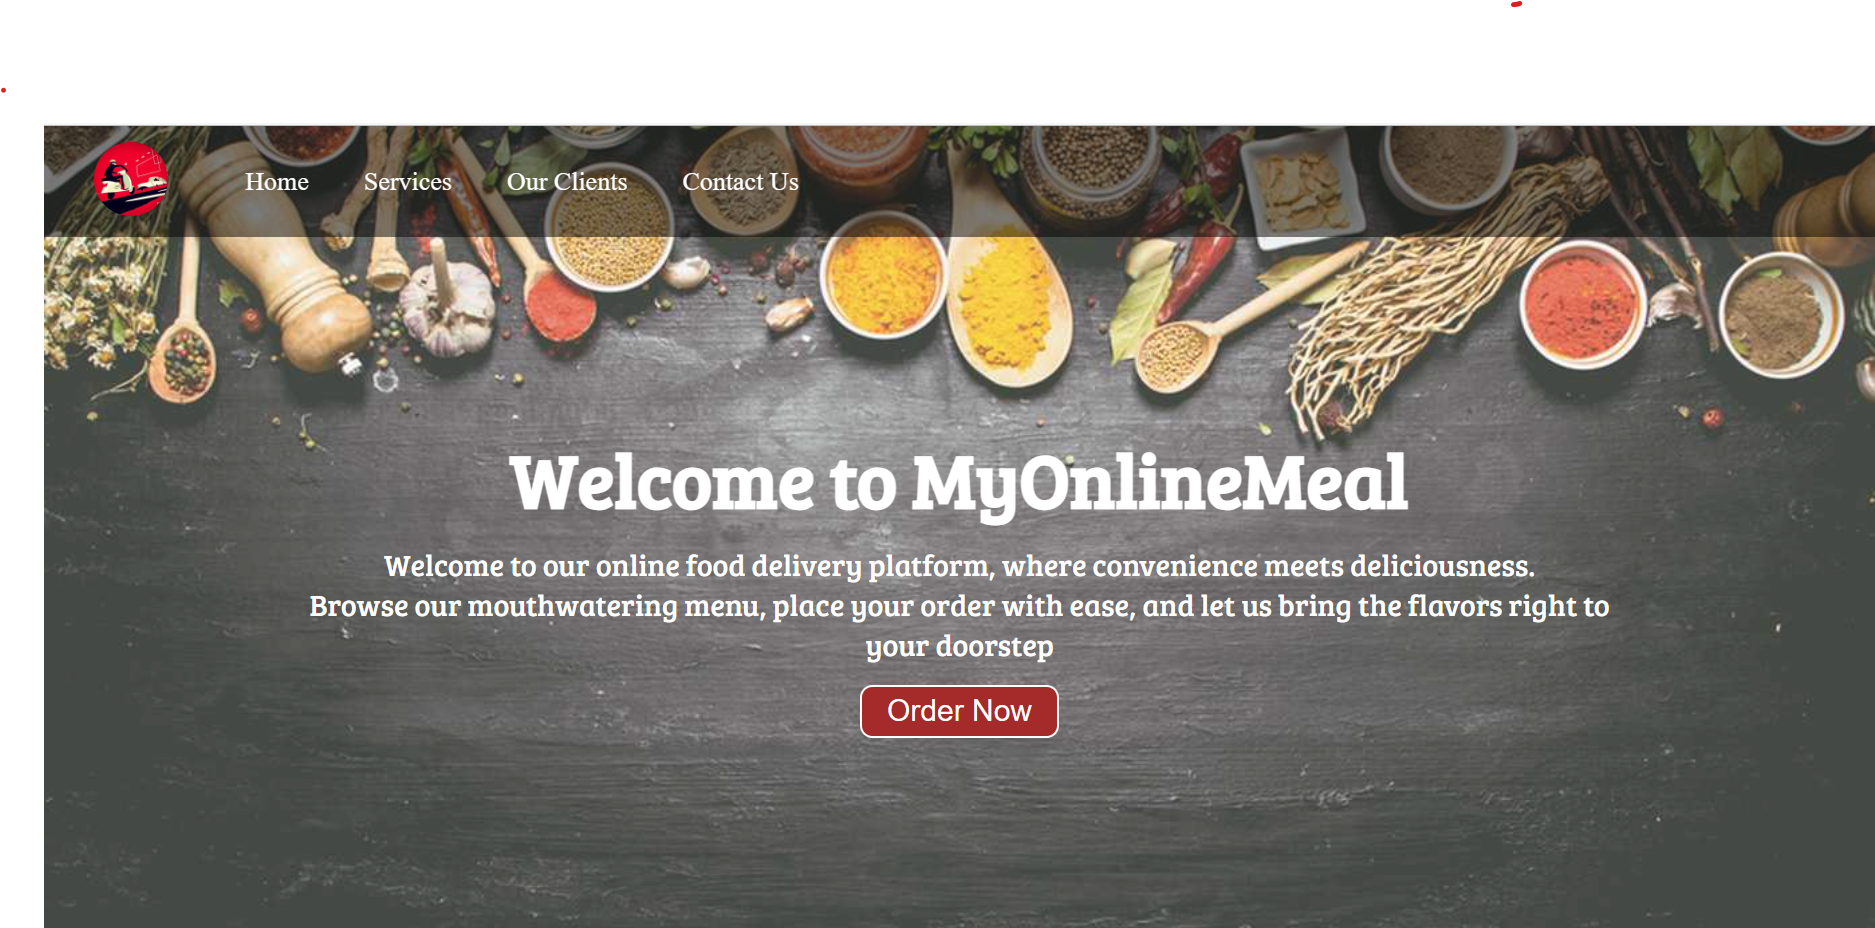 Home Services Our Clients Contact Us
Welcome to MyOnlineMeal
Welcome to our online food delivery platform, where convenience meets deliciousness.
Browse our mouthwatering menu, place your order with ease, and let us bring the flavors right to
your doorstep
Order Now